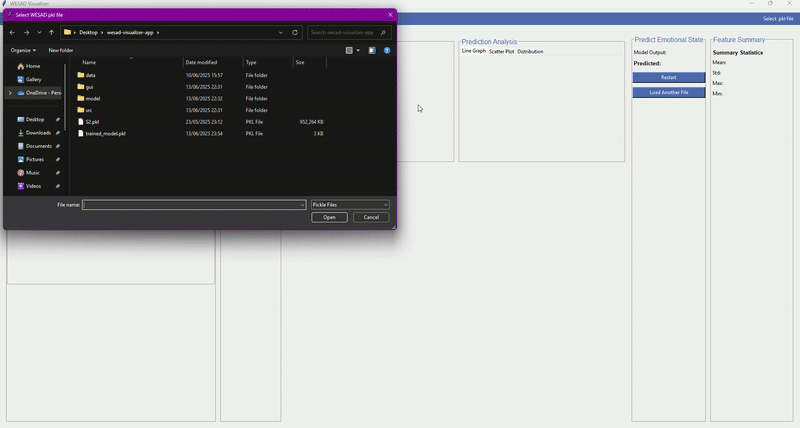 WESAD Visualizer
Select WESAD pkl file
Select .pkl file
Desktop
wesad-visualizer-app
Search wesad-visualizer-app
Organize
New folder
Home
Gallery
OneDrive - Pers
Desktop
Downloads
Documents
Pictures
Music
Videos
Name Date modified Type Size
data 10/06/2025 15:57 File folder
gui 13/06/2025 22:31 File folder
model 13/06/2025 22:32 File folder
src 13/06/2025 22:31 File folder
S2.pkl 23/05/2025 23:12 PKL File 952,264 KB
trained_model.pkl 13/06/2025 23:54 PKL File 3 KB
File name:
Pickle Files
Open
Cancel
Prediction Analysis
Line Graph Scatter Plot Distribution
Predict Emotional State
Model Output:
Predicted:
Restart
Load Another File
Feature Summary
Summary Statistics
Mean:
Std:
Max:
Min: